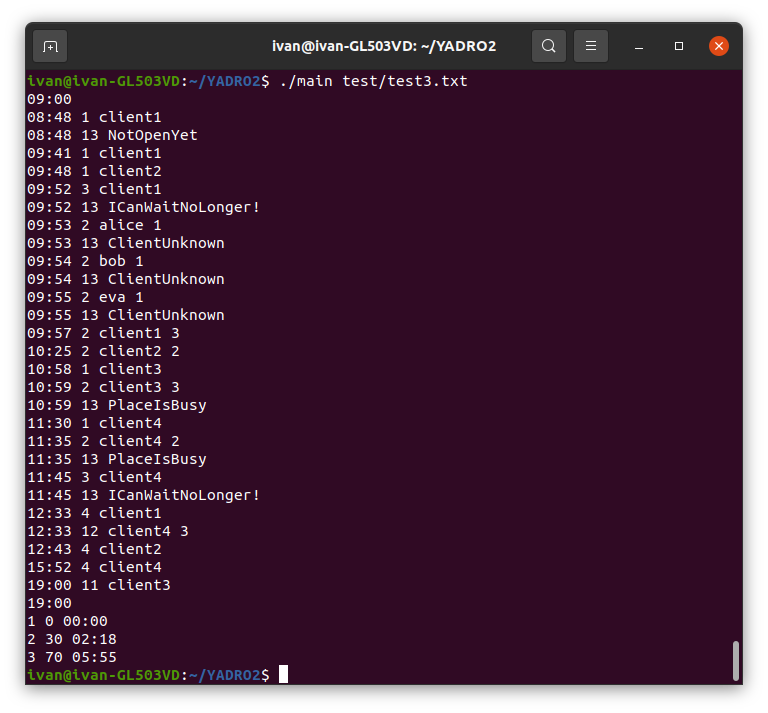 ivan@ivan-GL503VD: ~/YADRO2
ivan@ivan-GL503VD:~/YADRO2$ ./main test/test3.txt
09:00
08:48 1 client1
08:48 13 NotOpenYet
09:41 1 client1
09:48 1 client2
09:52 3 client1
09:52 13 ICanWaitNoLonger!
09:53 2 alice 1
09:53 13 ClientUnknown
09:54 2 bob 1
09:54 13 ClientUnknown
09:55 2 eva 1
09:55 13 ClientUnknown
09:57 2 client1 3
10:25 2 client2 2
10:58 1 client3
10:59 2 client3 3
10:59 13 PlaceIsBusy
11:30 1 client4
11:35 2 client4 2
11:35 13 PlaceIsBusy
11:45 3 client4
11:45 13 ICanWaitNoLonger!
12:33 4 client1
12:33 12 client4 3
12:43 4 client2
15:52 4 client4
19:00 11 client3
19:00
1 0 00:00
2 30 02:18
3 70 05:55
ivan@ivan-GL503VD:~/YADRO2$